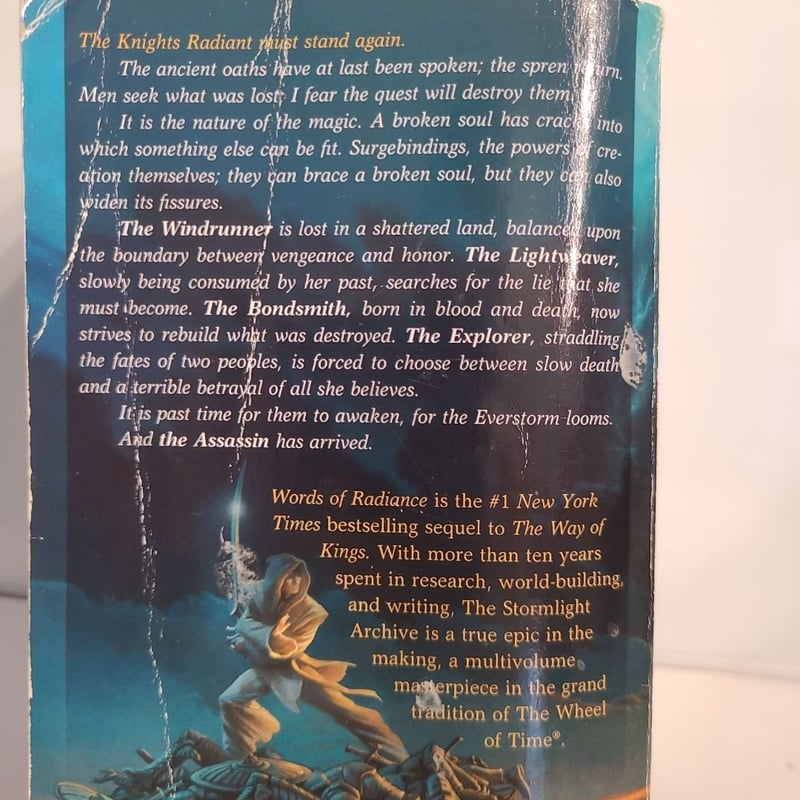 The Knights Radiant must stand again.
The ancient oaths have at last been spoken; the spren return.
Men seek what was lost. I fear the quest will destroy them.
It is the nature of the magic. A broken soul has cracks into
which something else can be fit. Surgebindings, the powers of cre-
ation themselves; they can brace a broken soul, but they can also
widen its fissures.
The Windrunner is lost in a shattered land, balanced upon
the boundary between vengeance and honor. The Lightweaver,
slowly being consumed by her past, searches for the lie that she
must become. The Bondsmith, born in blood and death, now
strives to rebuild what was destroyed. The Explorer, straddling
the fates of two peoples, is forced to choose between slow death
and a terrible betrayal of all she believes.
It is past time for them to awaken, for the Everstorm looms.
And the Assassin has arrived.
Words of Radiance is the #1 New York
Times bestselling sequel to The Way of
Kings. With more than ten years
spent in research, world-building,
and writing, The Stormlight
Archive is a true epic in the
making, a multivolume
masterpiece in the grand
tradition of The Wheel
of Time®.